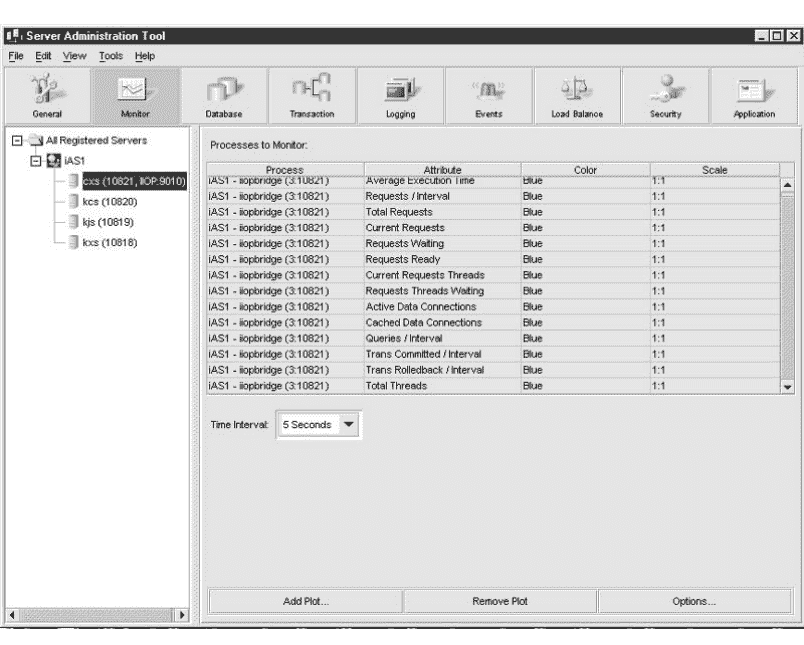 Server Administration Tool
File Edit View Tools Help
General Monitor Database Transaction Logging Events Load Balance Security Application
All Registered Servers
iAS1
cxs (10821, IIOP:9010)
kcs (10820)
kjs (10819)
kxs (10818)
Processes to Monitor:
Process Attribute Color Scale
iAS1 - iiopbridge (3:10821) Average Execution Time Blue 1:1
iAS1 - iiopbridge (3:10821) Requests / Interval Blue 1:1
iAS1 - iiopbridge (3:10821) Total Requests Blue 1:1
iAS1 - iiopbridge (3:10821) Current Requests Blue 1:1
iAS1 - iiopbridge (3:10821) Requests Waiting Blue 1:1
iAS1 - iiopbridge (3:10821) Requests Ready Blue 1:1
iAS1 - iiopbridge (3:10821) Current Requests Threads Blue 1:1
iAS1 - iiopbridge (3:10821) Requests Threads Waiting Blue 1:1
iAS1 - iiopbridge (3:10821) Active Data Connections Blue 1:1
iAS1 - iiopbridge (3:10821) Cached Data Connections Blue 1:1
iAS1 - iiopbridge (3:10821) Queries / Interval Blue 1:1
iAS1 - iiopbridge (3:10821) Trans Committed / Interval Blue 1:1
iAS1 - iiopbridge (3:10821) Trans Rolledback / Interval Blue 1:1
iAS1 - iiopbridge (3:10821) Total Threads Blue 1:1
Time Interval: 5 Seconds
Add Plot... Remove Plot Options...